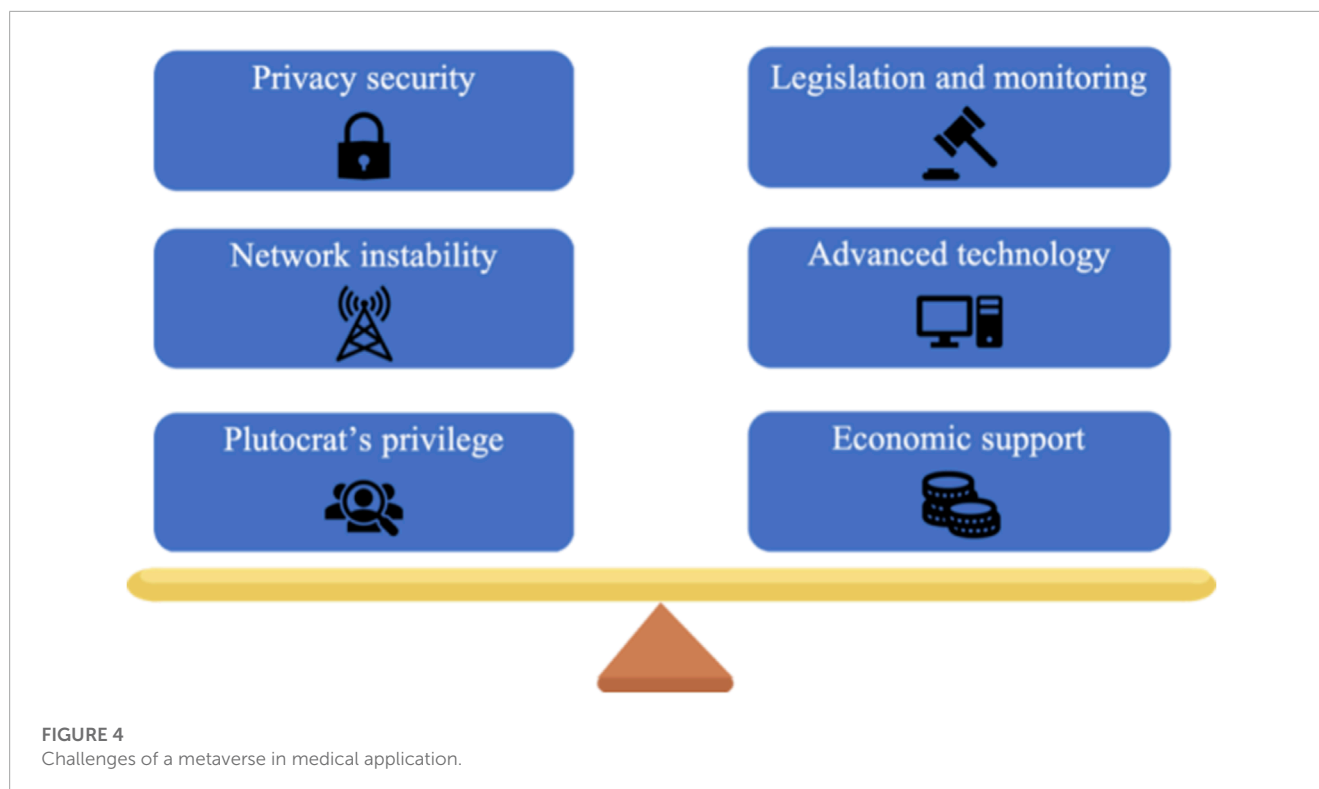 Privacy security
Legislation and monitoring
Network instability
Advanced technology
Plutocrat’s privilege
Economic support
FIGURE 4
Challenges of a metaverse in medical application.